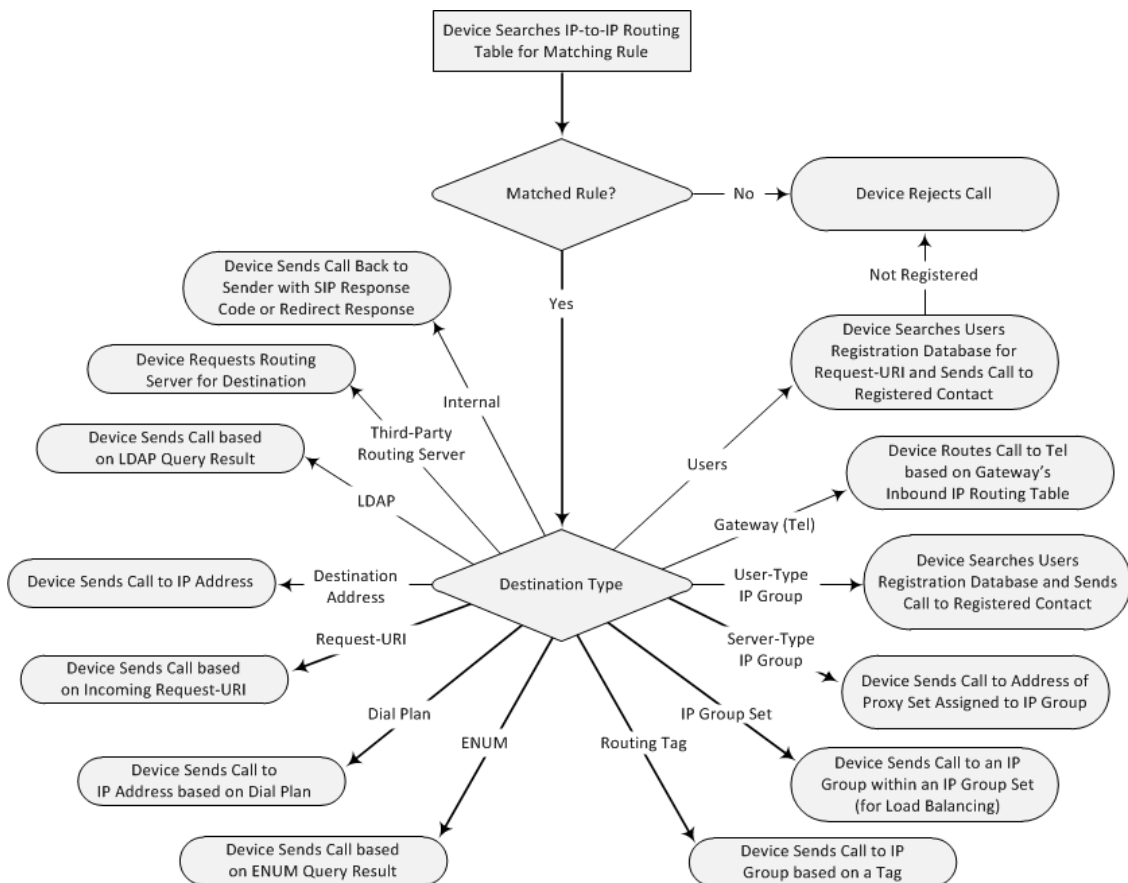 Device Searches IP-to-IP Routing
Table for Matching Rule
Matched Rule?
No
Device Rejects Call
Not Registered
Yes
Device Sends Call Back to
Sender with SIP Response
Code or Redirect Response
Device Searches Users
Registration Database for
Request-URI and Sends Call to
Registered Contact
Device Requests Routing
Server for Destination
Internal
Third-Party
Routing Server
Users
Device Sends Call based
on LDAP Query Result
LDAP
Device Routes Call to Tel
based on Gateway's
Inbound IP Routing Table
Gateway (Tel)
Device Sends Call to IP Address
Destination
Address
Destination Type
User-Type
IP Group
Device Searches Users
Registration Database and Sends
Call to Registered Contact
Request-URI
Server-Type
IP Group
Device Sends Call based
on Incoming Request-URI
Device Sends Call to Address of
Proxy Set Assigned to IP Group
Dial Plan
ENUM
Routing Tag
IP Group Set
Device Sends Call to
IP Address based on Dial Plan
Device Sends Call to an IP
Group within an IP Group Set
(for Load Balancing)
Device Sends Call based
on ENUM Query Result
Device Sends Call to IP
Group based on a Tag